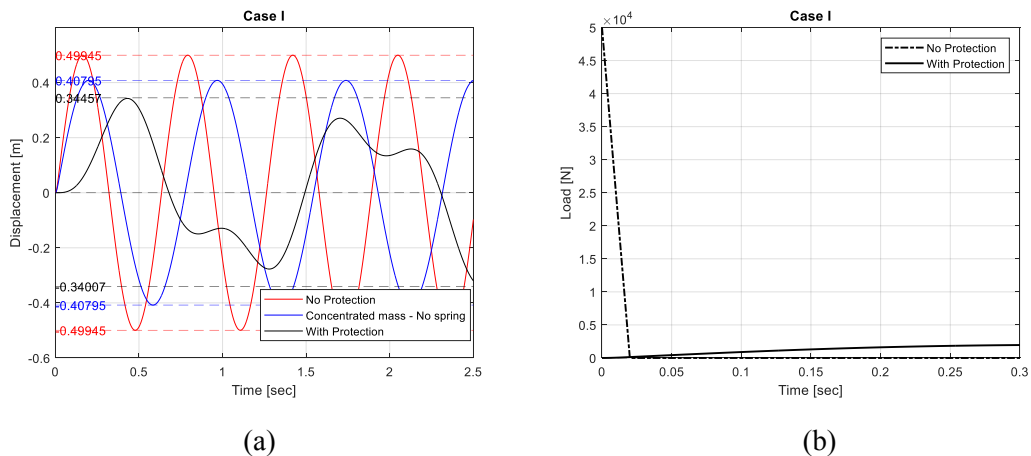 Case I
0.49945
0.40795
0.34457
-0.34007
-0.40795
-0.49945
0.4
0.2
0
-0.2
-0.4
-0.6
Displacement [m]
No Protection
Concentrated mass - No spring
With Protection
0 0.5 1 1.5 2 2.5
Time [sec]
(a)
Case I
×10⁴
5
4.5
4
3.5
3
2.5
2
1.5
1
0.5
0
Load [N]
No Protection
With Protection
0 0.05 0.1 0.15 0.2 0.25 0.3
Time [sec]
(b)